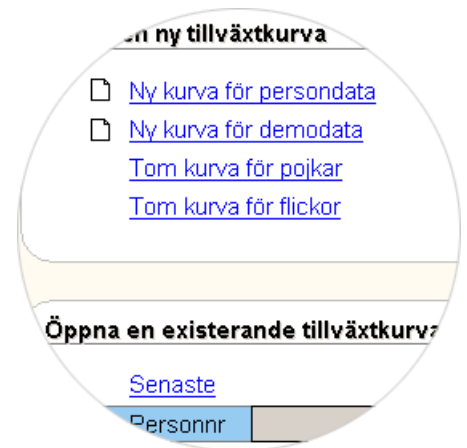 ny tillväxtkurva
Ny kurva för persondata
Ny kurva för demodata
Tom kurva för pojkar
Tom kurva för flickor
Öppna en existerande tillväxtkurva
Senaste
Personnr